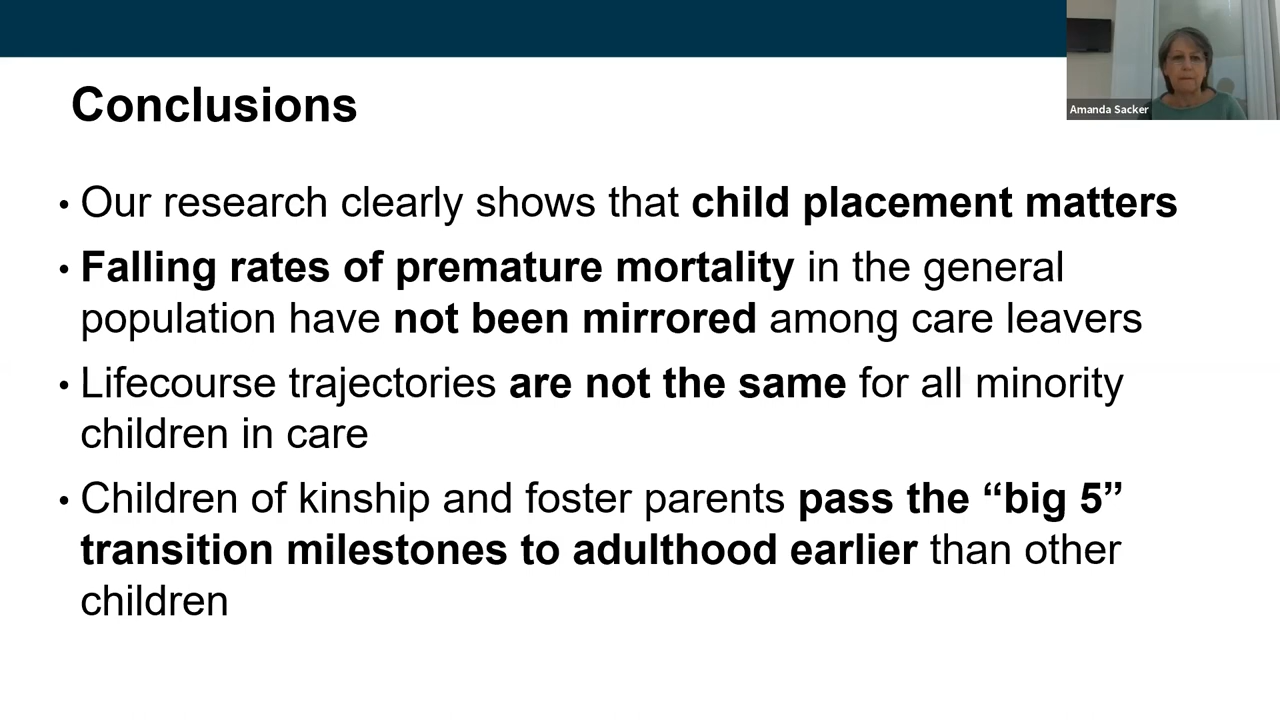 Amanda Sacker
Conclusions
• Our research clearly shows that child placement matters
• Falling rates of premature mortality in the general
population have not been mirrored among care leavers
• Lifecourse trajectories are not the same for all minority
children in care
• Children of kinship and foster parents pass the “big 5”
transition milestones to adulthood earlier than other
children